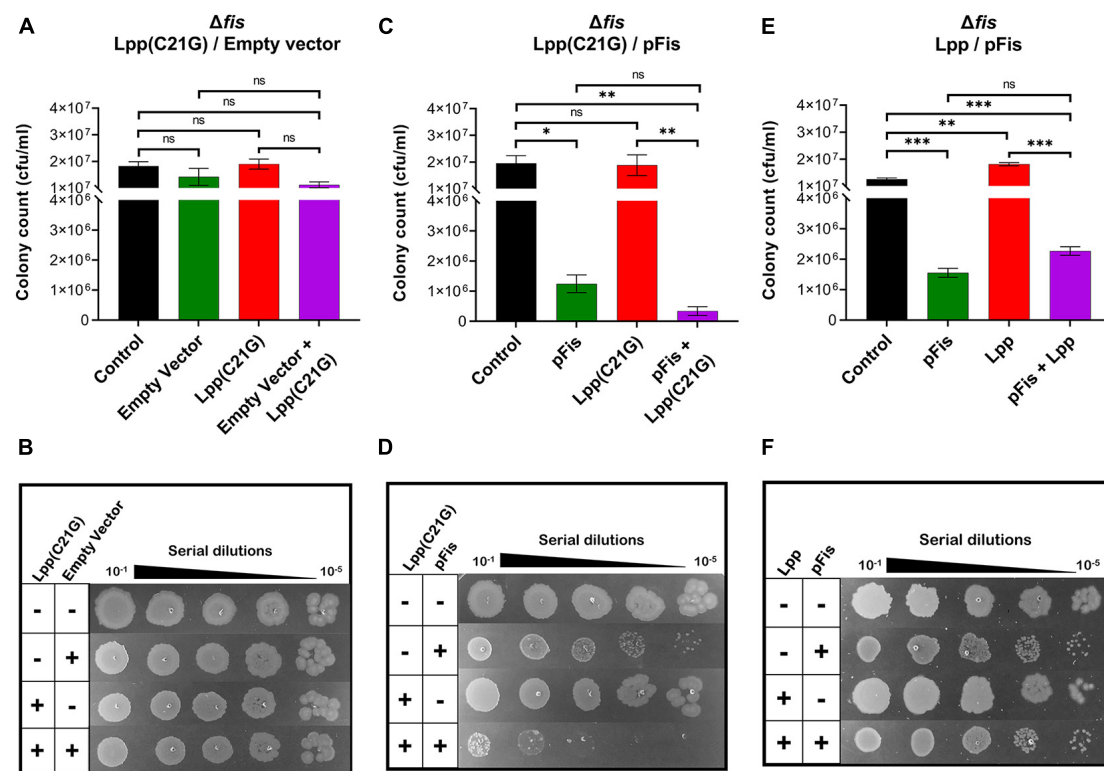 A
Δfis
Lpp(C21G) / Empty vector
ns
ns
ns
ns
ns
4×10⁷
3×10⁷
2×10⁷
1×10⁷
4×10⁶
3×10⁶
2×10⁶
1×10⁶
0
Colony count (cfu/ml)
Control
Empty Vector
Lpp(C21G)
Empty Vector +
Lpp(C21G)
C
Δfis
Lpp(C21G) / pFis
ns
**
ns
*
**
4×10⁷
3×10⁷
2×10⁷
1×10⁷
4×10⁶
3×10⁶
2×10⁶
1×10⁶
0
Colony count (cfu/ml)
Control
pFis
Lpp(C21G)
pFis +
Lpp(C21G)
E
Δfis
Lpp / pFis
ns
***
**
***
***
4×10⁷
3×10⁷
2×10⁷
1×10⁷
4×10⁶
3×10⁶
2×10⁶
1×10⁶
0
Colony count (cfu/ml)
Control
pFis
Lpp
pFis + Lpp
B
Lpp(C21G)
Empty Vector
Serial dilutions
10⁻¹ 10⁻⁵
- -
- +
+ -
+ +
D
Lpp(C21G)
pFis
Serial dilutions
10⁻¹ 10⁻⁵
- -
- +
+ -
+ +
F
Lpp
pFis
Serial dilutions
10⁻¹ 10⁻⁵
- -
- +
+ -
+ +